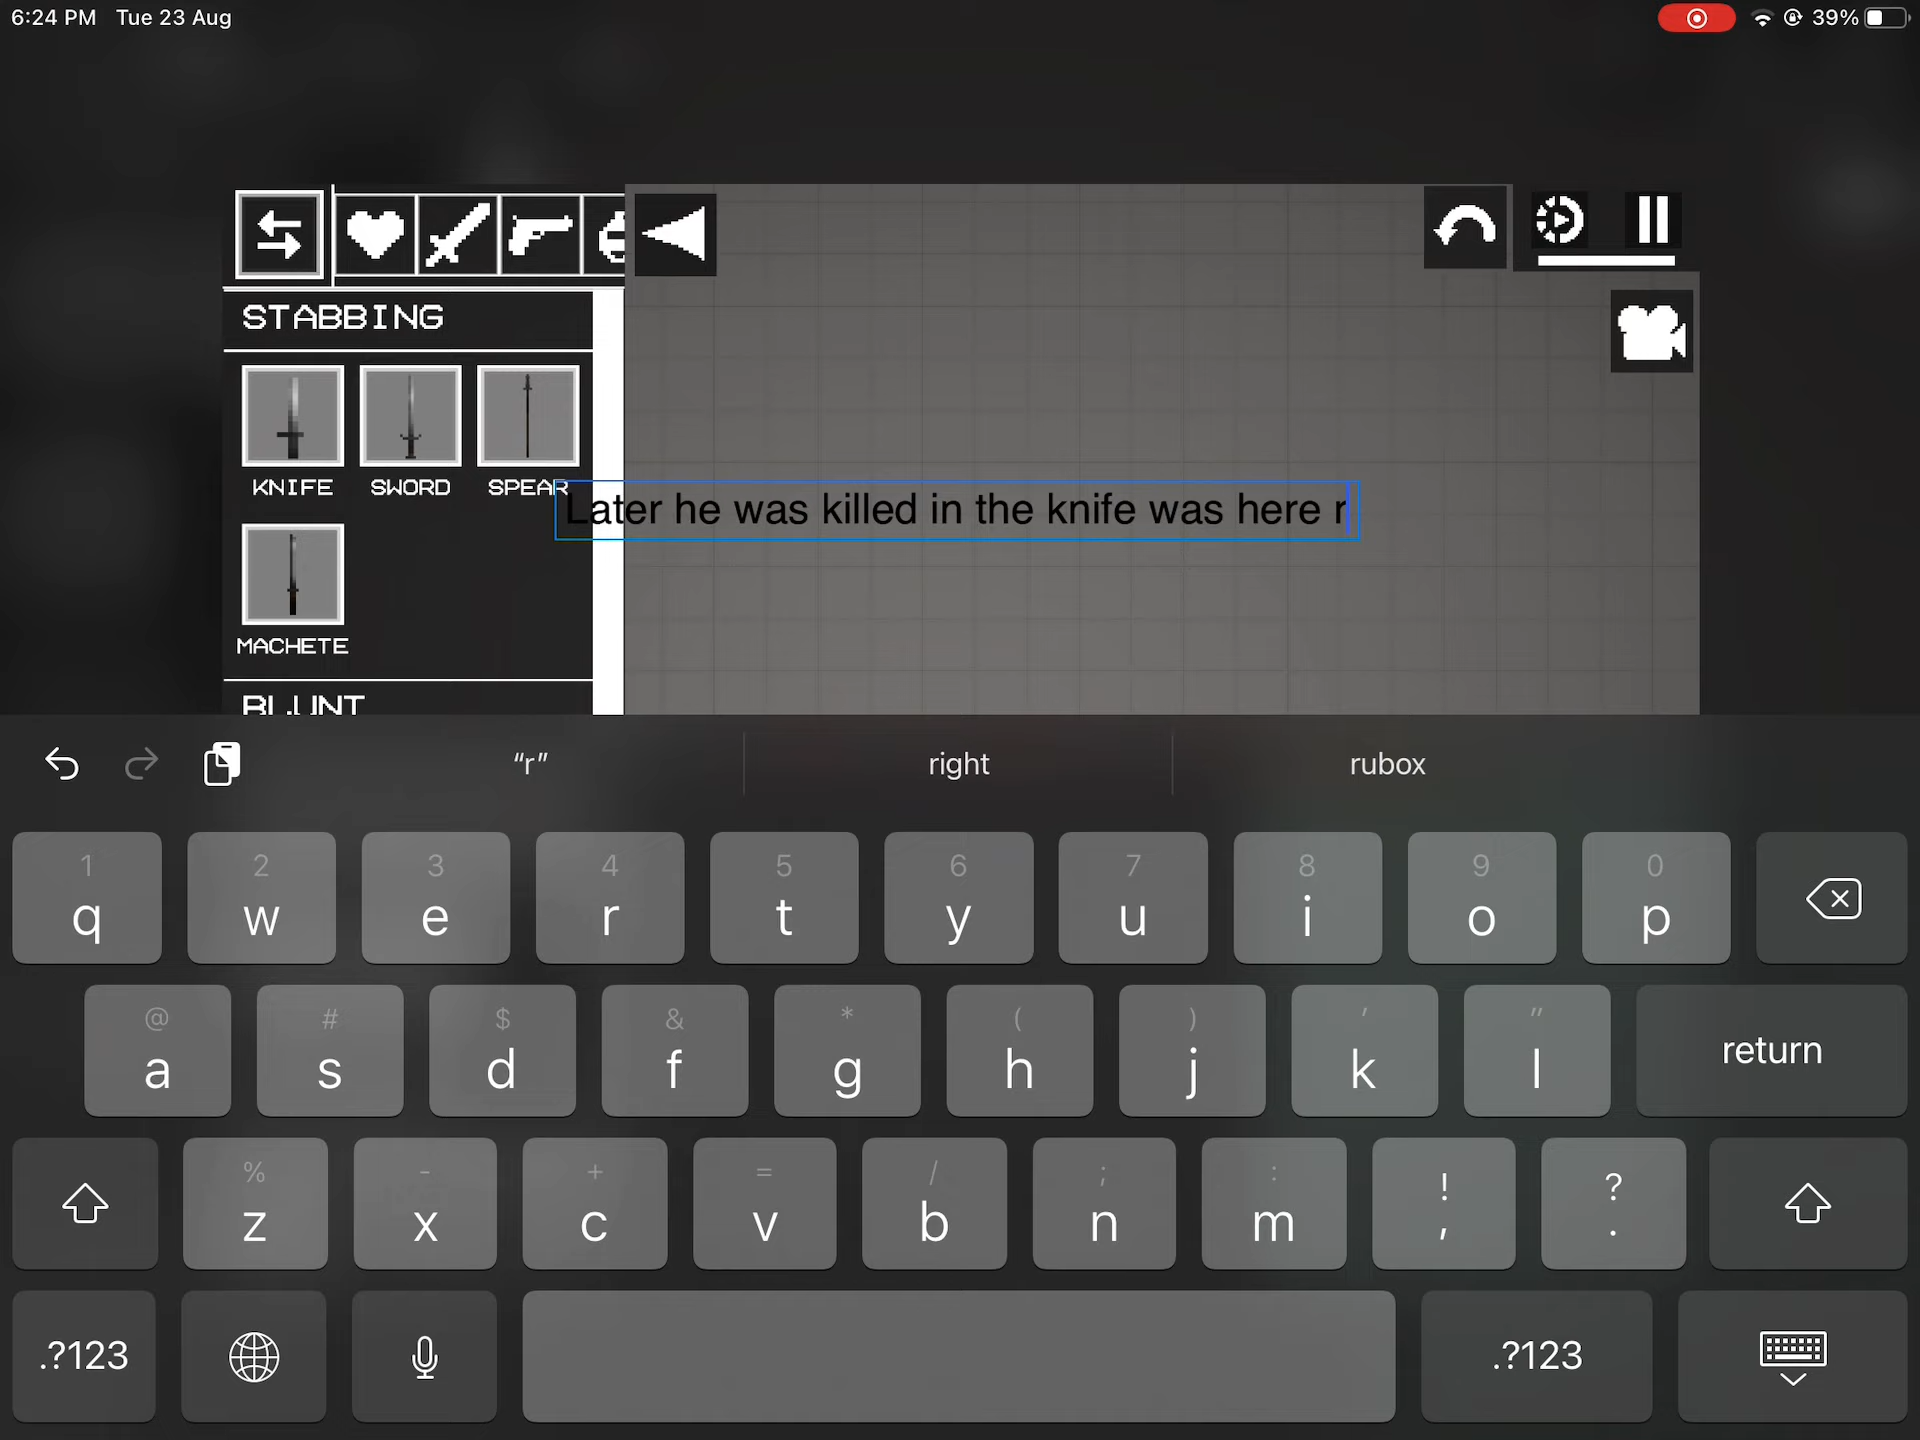 6:24 PM Tue 23 Aug
39%
STABBING
KNIFE SWORD SPEAR
Later he was killed in the knife was here r
MACHETE
BLUNT
“r” right rubox
1 2 3 4 5 6 7 8 9 0
q w e r t y u i o p
@ # $ & * ( ) ' "
a s d f g h j k l return
% - + = / ; : ! ?
z x c v b n m , .
.?123 .?123